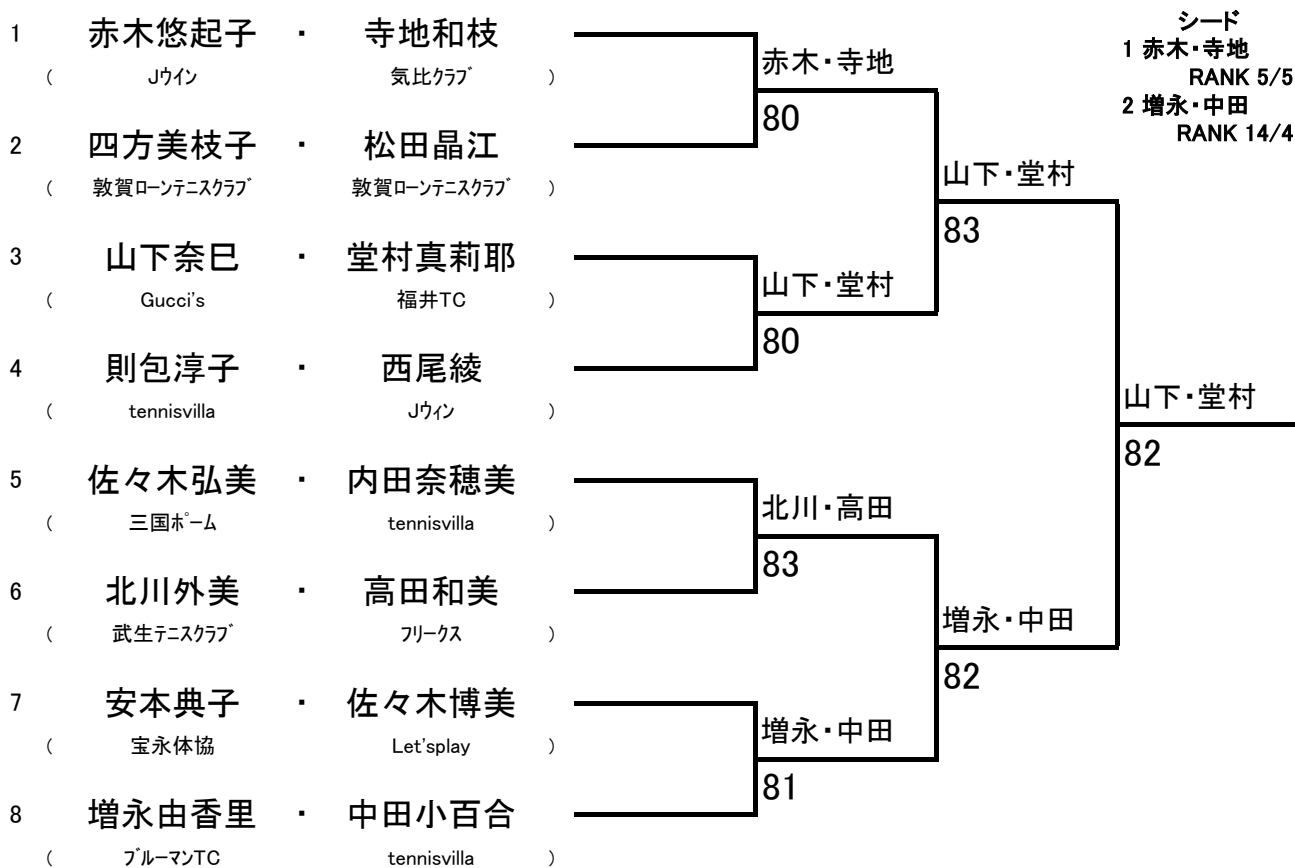 1 赤木悠起子 ・ 寺地和枝
( Jウイン 気比クラブ )
2 四方美枝子 ・ 松田晶江
( 敦賀ローンテニスクラブ 敦賀ローンテニスクラブ )
3 山下奈巳 ・ 堂村真莉耶
( Gucci's 福井TC )
4 則包淳子 ・ 西尾綾
( tennisvilla Jウィン )
5 佐々木弘美 ・ 内田奈穂美
( 三国ポーム tennisvilla )
6 北川外美 ・ 高田和美
( 武生テニスクラブ フリークス )
7 安本典子 ・ 佐々木博美
( 宝永体協 Let'splay )
8 増永由香里 ・ 中田小百合
( ブルーマンTC tennisvilla )
赤木・寺地
80
山下・堂村
80
北川・高田
83
増永・中田
81
山下・堂村
83
増永・中田
82
山下・堂村
82
シード
1 赤木・寺地
RANK 5/5
2 増永・中田
RANK 14/4